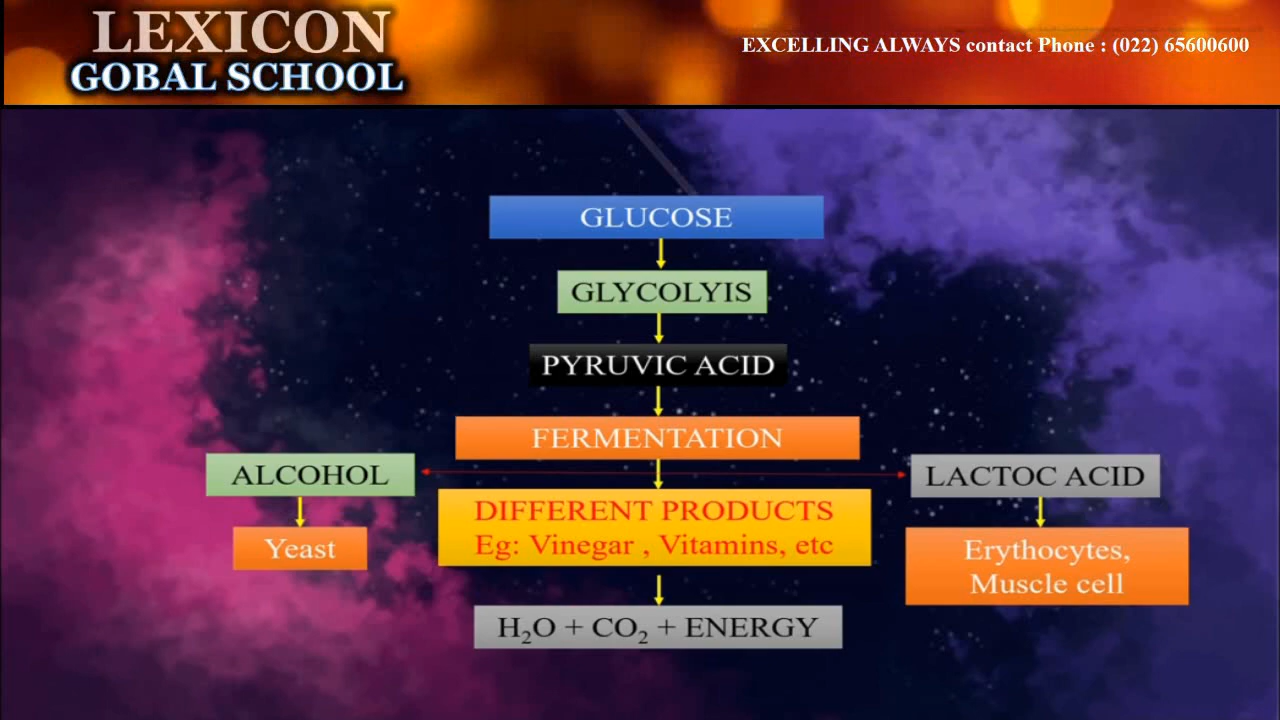 LEXICON
GOBAL SCHOOL
EXCELLING ALWAYS contact Phone : (022) 65600600
GLUCOSE
GLYCOLYIS
PYRUVIC ACID
FERMENTATION
ALCOHOL
LACTOC ACID
DIFFERENT PRODUCTS
Eg: Vinegar , Vitamins, etc
Yeast
Erythocytes,
Muscle cell
H₂O + CO₂ + ENERGY